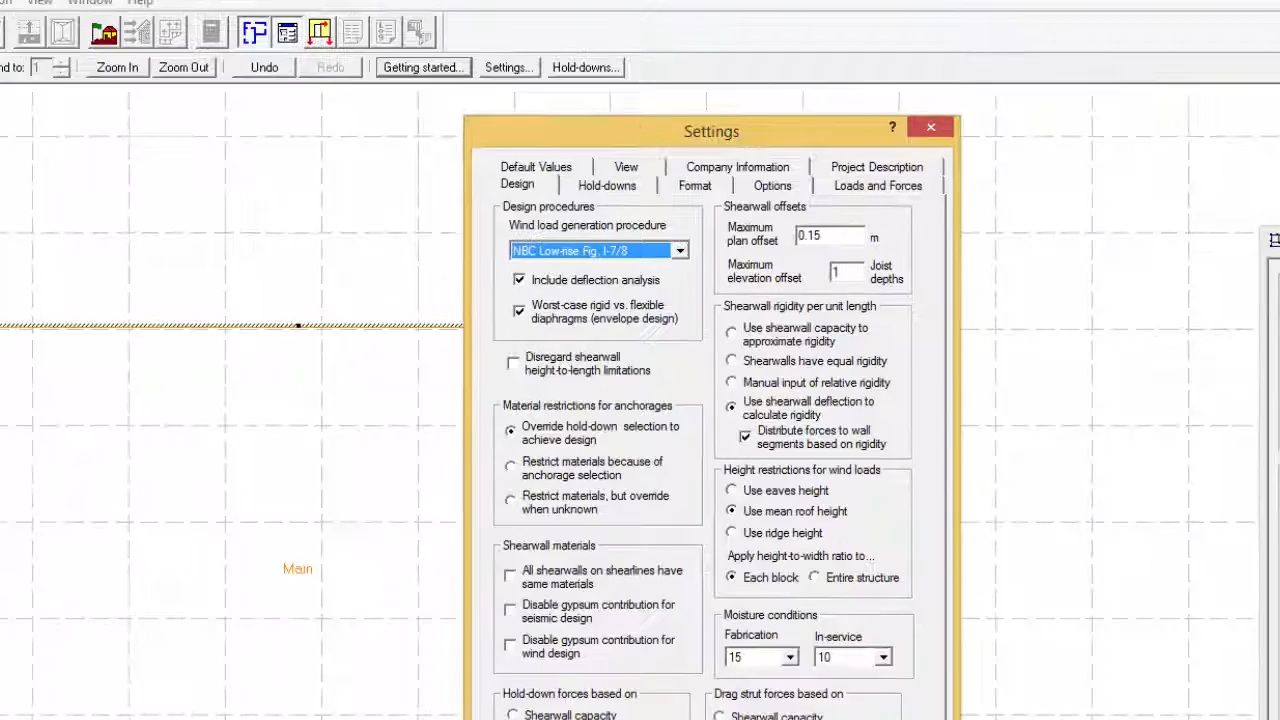 View Window Help
nd to: 1 Zoom In Zoom Out Undo Redo Getting started... Settings... Hold-downs...
Settings
?
Default Values View Company Information Project Description
Design Hold-downs Format Options Loads and Forces
Design procedures
Wind load generation procedure
NBC Low-rise Fig. I-7/8
Include deflection analysis
Worst-case rigid vs. flexible
diaphragms (envelope design)
Disregard shearwall
height-to-length limitations
Material restrictions for anchorages
Override hold-down selection to
achieve design
Restrict materials because of
anchorage selection
Restrict materials, but override
when unknown
Shearwall materials
All shearwalls on shearlines have
same materials
Disable gypsum contribution for
seismic design
Disable gypsum contribution for
wind design
Hold-down forces based on
Shearwall capacity
Shearwall offsets
Maximum
plan offset 0.15 m
Maximum
elevation offset 1 Joist
depths
Shearwall rigidity per unit length
Use shearwall capacity to
approximate rigidity
Shearwalls have equal rigidity
Manual input of relative rigidity
Use shearwall deflection to
calculate rigidity
Distribute forces to wall
segments based on rigidity
Height restrictions for wind loads
Use eaves height
Use mean roof height
Use ridge height
Apply height-to-width ratio to...
Each block Entire structure
Moisture conditions
Fabrication In-service
15 10
Drag strut forces based on
Shearwall capacity
Main